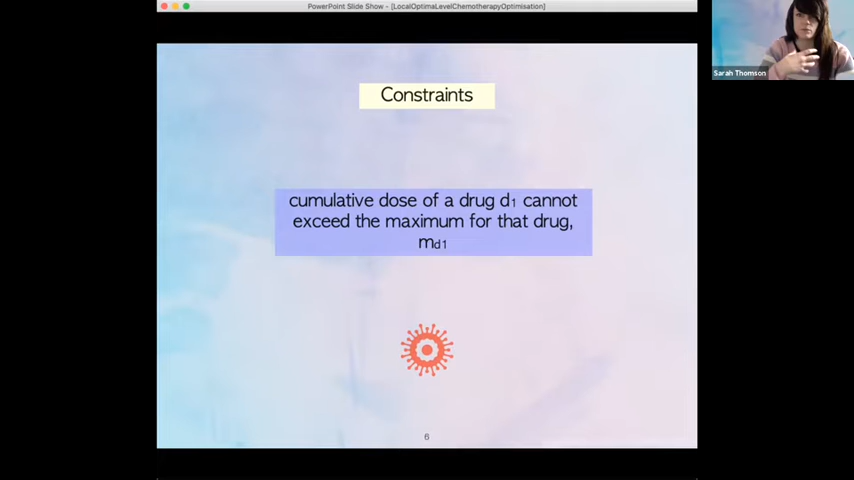 PowerPoint Slide Show - [LocalOptimaLevelChemotherapyOptimisation]
Sarah Thomson
Constraints
cumulative dose of a drug d₁ cannot
exceed the maximum for that drug,
md1
6